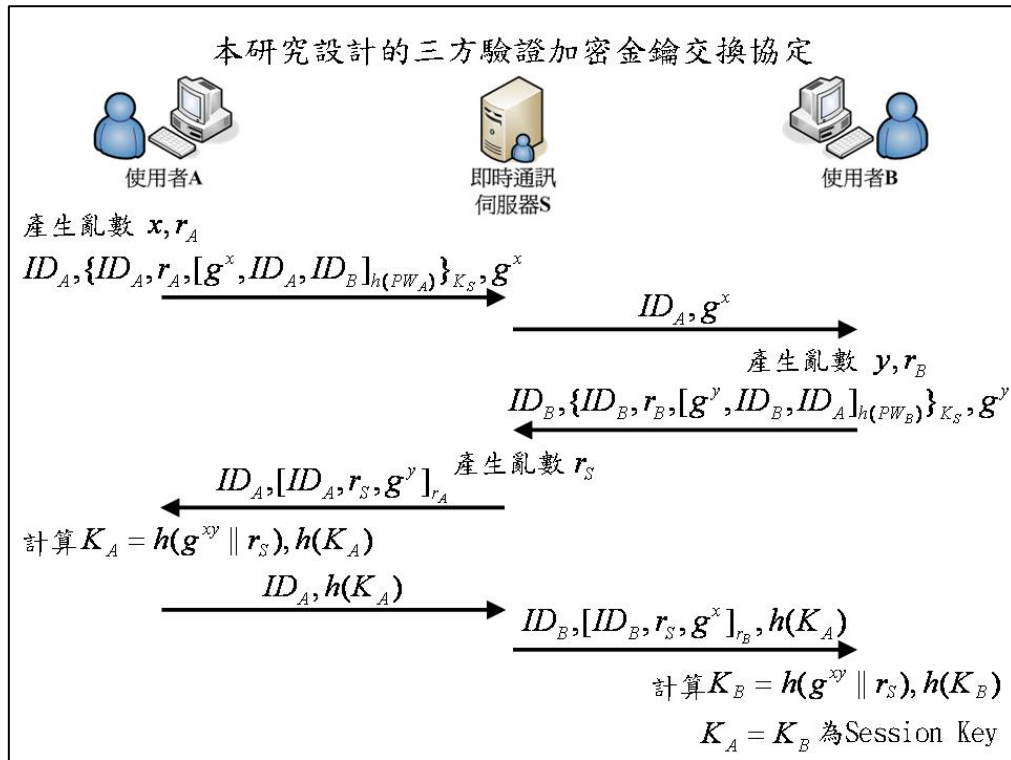 本研究設計的三方驗證加密金鑰交換協定
使用者A
即時通訊
伺服器S
使用者B
產生亂數 x, r_A
ID_A, {ID_A, r_A, [g^x, ID_A, ID_B]_{h(PW_A)}}_{K_S}, g^x
ID_A, g^x
產生亂數 y, r_B
ID_B, {ID_B, r_B, [g^y, ID_B, ID_A]_{h(PW_B)}}_{K_S}, g^y
產生亂數 r_S
ID_A, [ID_A, r_S, g^y]_{r_A}
計算 K_A = h(g^{xy} || r_S), h(K_A)
ID_A, h(K_A)
ID_B, [ID_B, r_S, g^x]_{r_B}, h(K_A)
計算 K_B = h(g^{xy} || r_S), h(K_B)
K_A = K_B 為Session Key